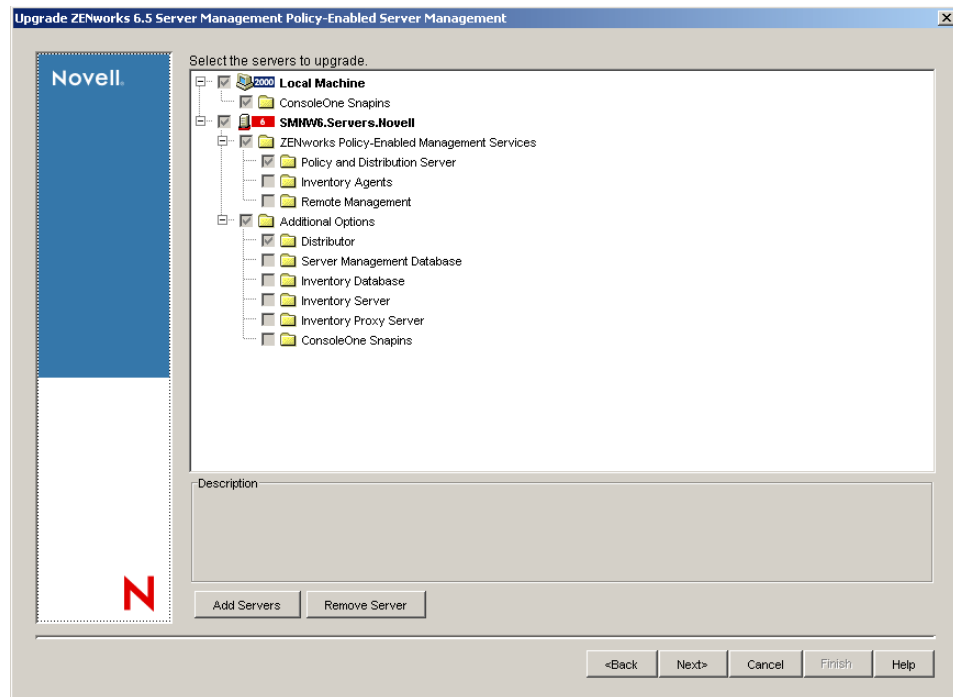 Upgrade ZENworks 6.5 Server Management Policy-Enabled Server Management
Novell.
Select the servers to upgrade.
2000 Local Machine
ConsoleOne Snapins
6 SMNW6.Servers.Novell
ZENworks Policy-Enabled Management Services
Policy and Distribution Server
Inventory Agents
Remote Management
Additional Options
Distributor
Server Management Database
Inventory Database
Inventory Server
Inventory Proxy Server
ConsoleOne Snapins
Description
N
Add Servers Remove Server
<Back Next> Cancel Finish Help